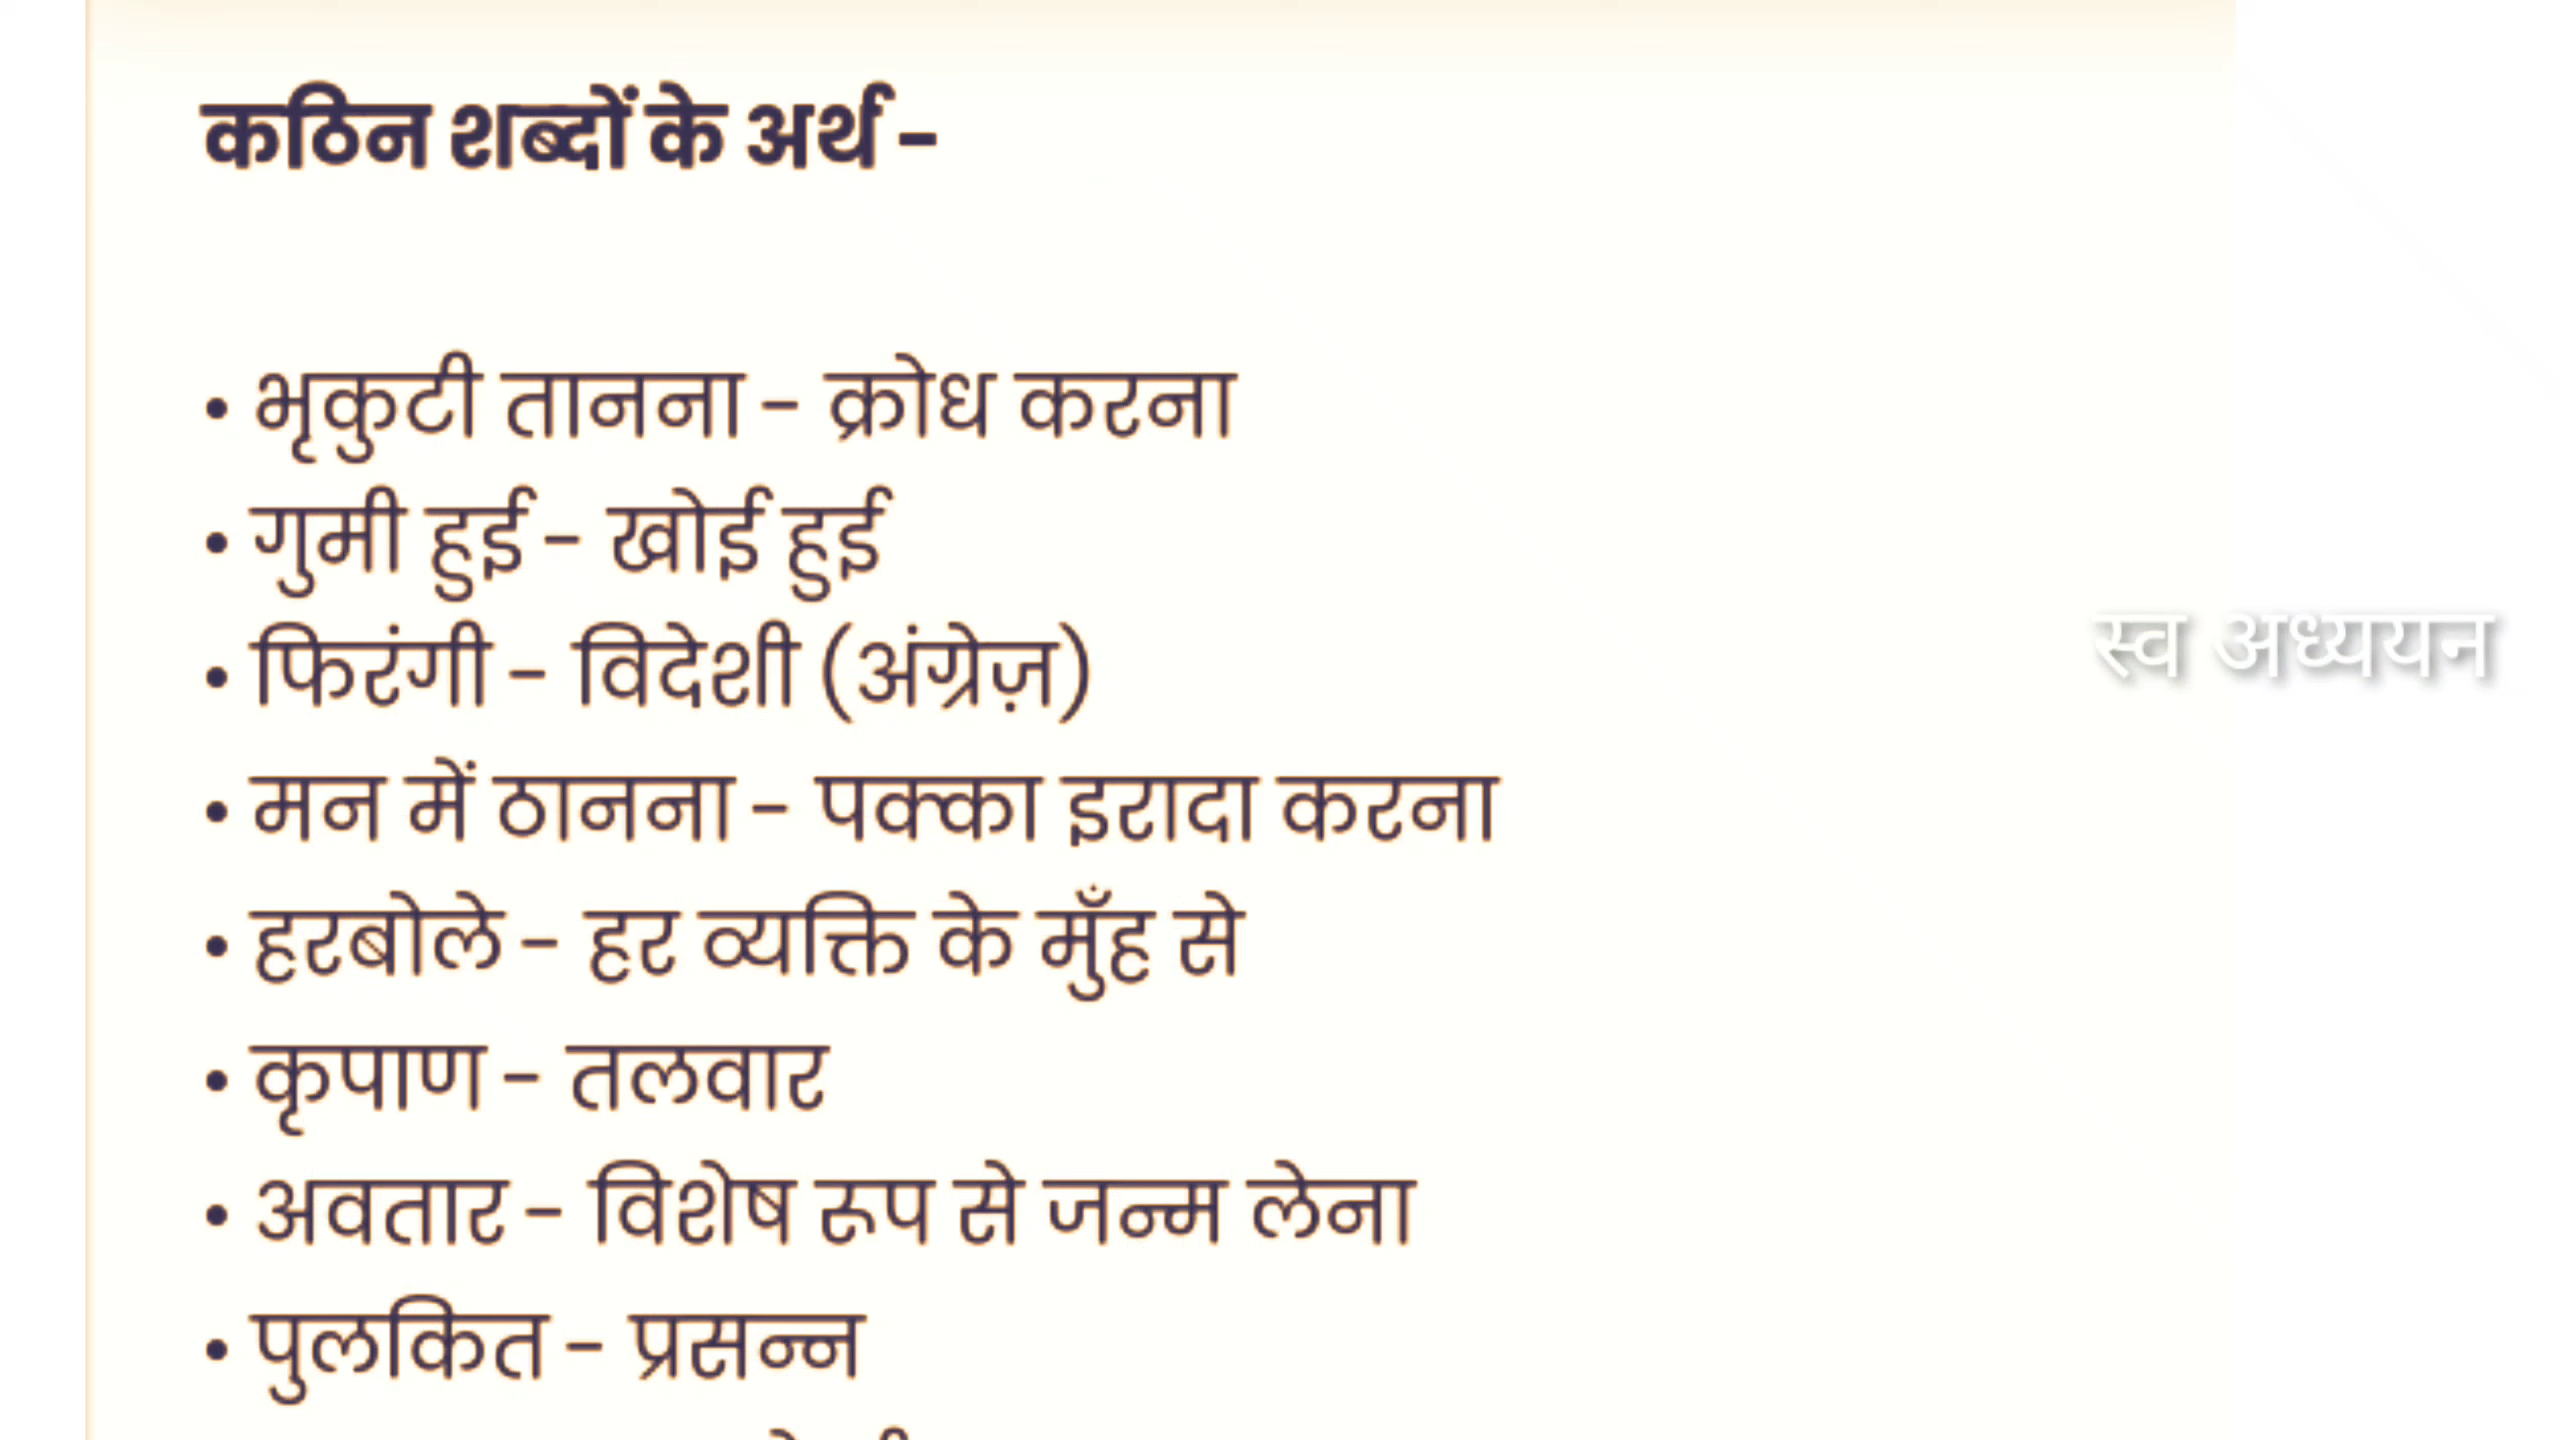 कठिन शब्दों के अर्थ -
• भृकुटी तानना - क्रोध करना
• गुमी हुई - खोई हुई
• फिरंगी - विदेशी (अंग्रेज़)
स्व अध्ययन
• मन में ठानना - पक्का इरादा करना
• हरबोले - हर व्यक्ति के मुँह से
• कृपाण - तलवार
• अवतार - विशेष रूप से जन्म लेना
• पुलकित - प्रसन्न